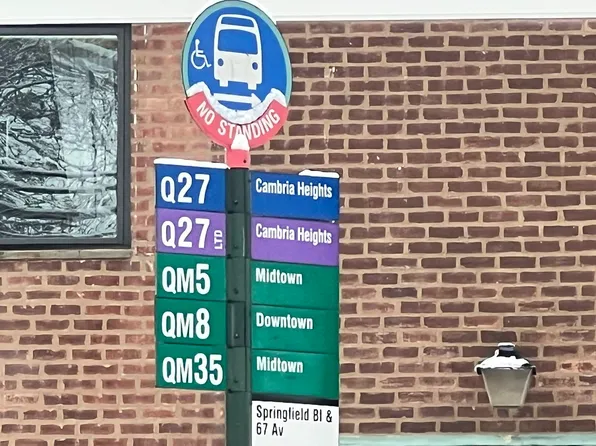 NO STANDING
Q27 Cambria Heights
Q27 LTD Cambria Heights
QM5 Midtown
QM8 Downtown
QM35 Midtown
Springfield Bl &
67 Av